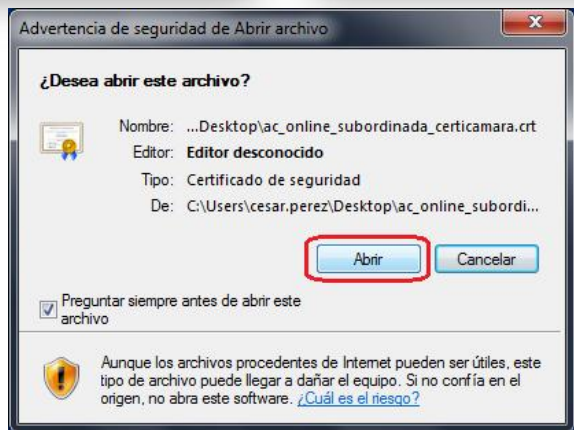 Advertencia de seguridad de Abrir archivo
¿Desea abrir este archivo?
Nombre: ...Desktop\ac_online_subordinada_certicamara.crt
Editor: Editor desconocido
Tipo: Certificado de seguridad
De: C:\Users\cesar.perez\Desktop\ac_online_subordi...
Abrir Cancelar
Preguntar siempre antes de abrir este
archivo
Aunque los archivos procedentes de Internet pueden ser útiles, este
tipo de archivo puede llegar a dañar el equipo. Si no confía en el
origen, no abra este software. ¿Cuál es el riesgo?